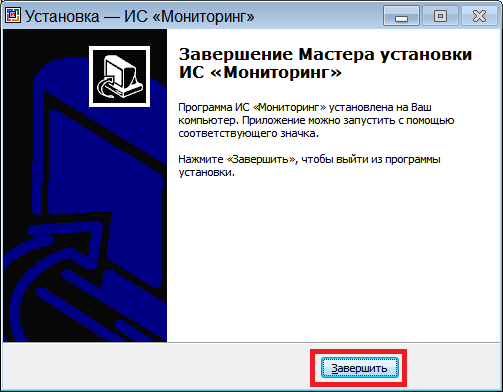 Установка — ИС «Мониторинг»
Завершение Мастера установки
ИС «Мониторинг»
Программа ИС «Мониторинг» установлена на Ваш
компьютер. Приложение можно запустить с помощью
соответствующего значка.
Нажмите «Завершить», чтобы выйти из программы
установки.
Завершить